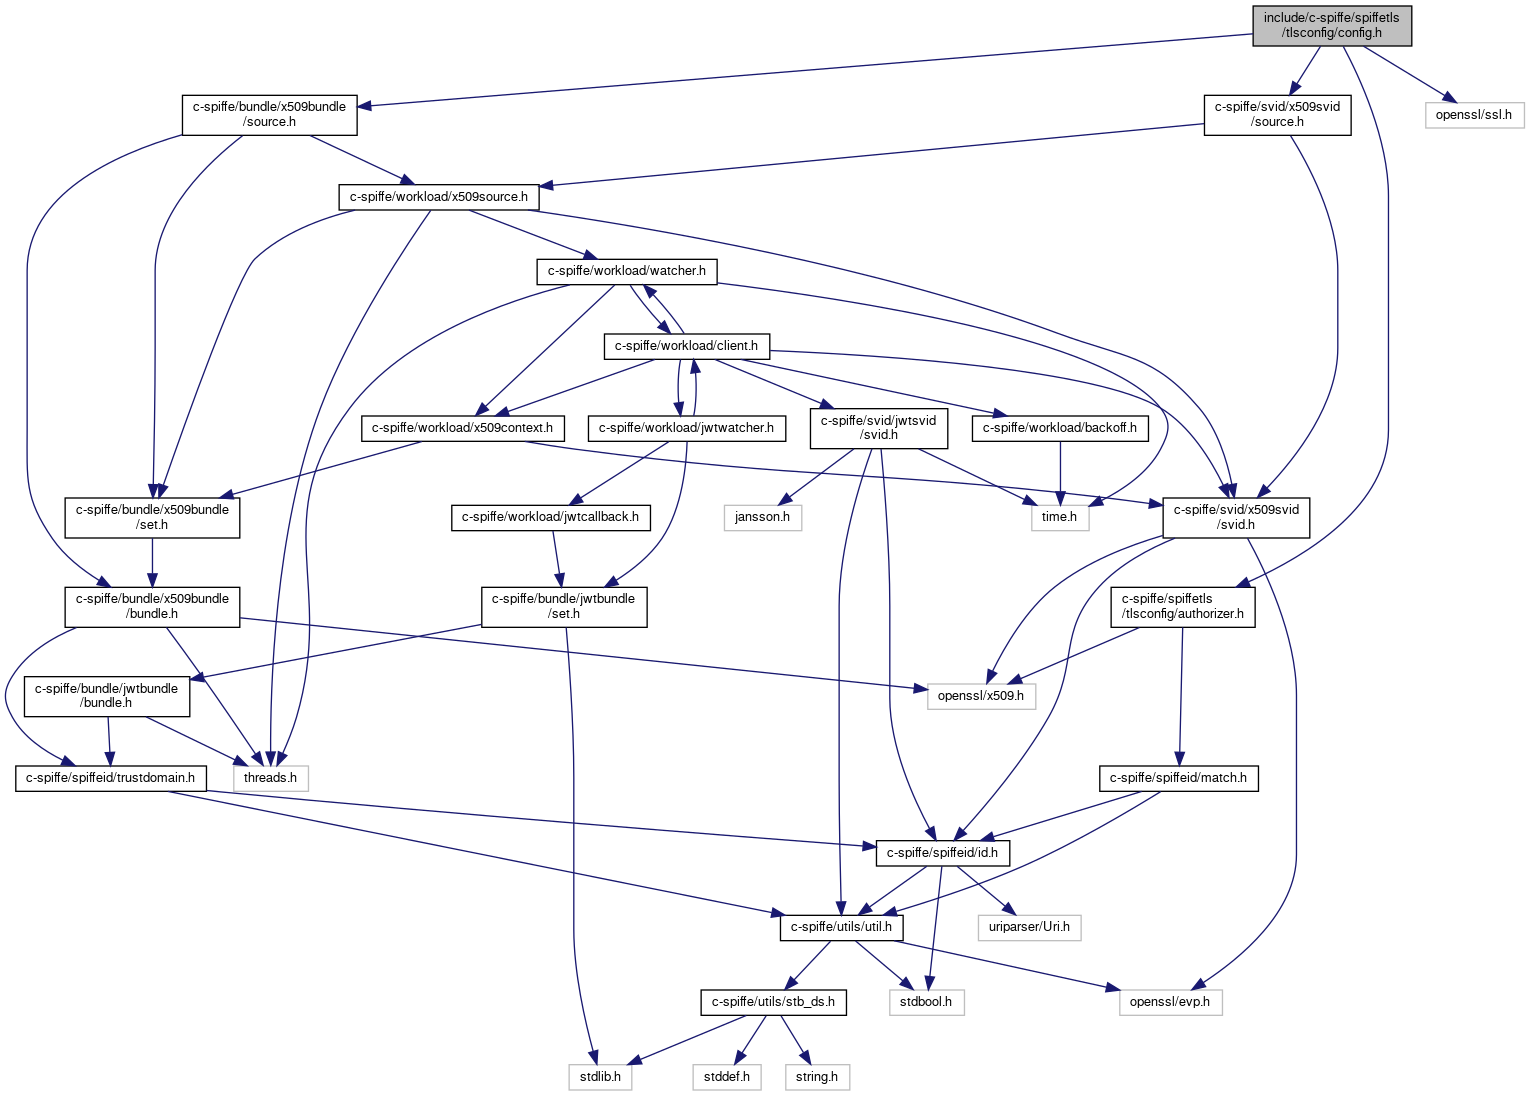 include/c-spiffe/spiffetls
/tlsconfig/config.h
c-spiffe/bundle/x509bundle
/source.h
c-spiffe/svid/x509svid
/source.h
openssl/ssl.h
c-spiffe/workload/x509source.h
c-spiffe/workload/watcher.h
c-spiffe/workload/client.h
c-spiffe/workload/x509context.h
c-spiffe/workload/jwtwatcher.h
c-spiffe/svid/jwtsvid
/svid.h
c-spiffe/workload/backoff.h
c-spiffe/bundle/x509bundle
/set.h
c-spiffe/workload/jwtcallback.h
jansson.h
time.h
c-spiffe/svid/x509svid
/svid.h
c-spiffe/bundle/x509bundle
/bundle.h
c-spiffe/bundle/jwtbundle
/set.h
c-spiffe/spiffetls
/tlsconfig/authorizer.h
c-spiffe/bundle/jwtbundle
/bundle.h
openssl/x509.h
c-spiffe/spiffeid/trustdomain.h
threads.h
c-spiffe/spiffeid/match.h
c-spiffe/spiffeid/id.h
c-spiffe/utils/util.h
uriparser/Uri.h
c-spiffe/utils/stb_ds.h
stdbool.h
openssl/evp.h
stdlib.h
stddef.h
string.h